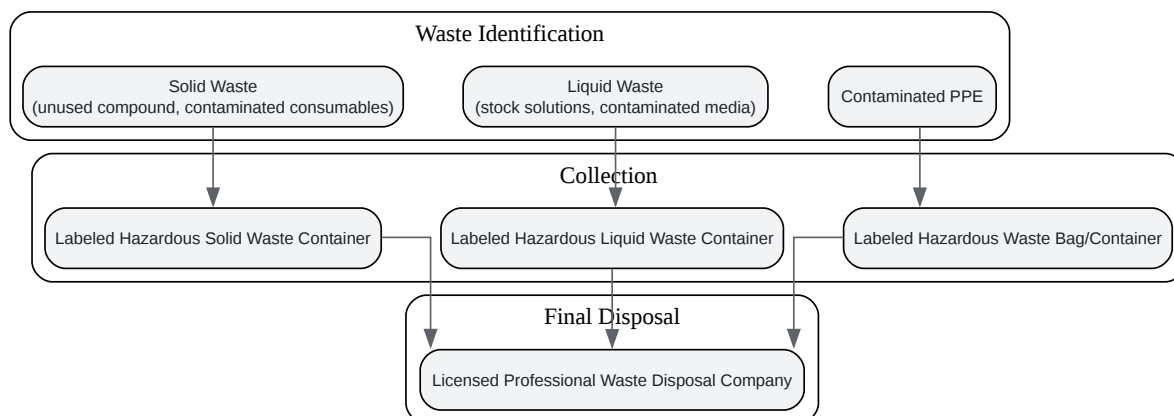 Waste Identification
Solid Waste
(unused compound, contaminated consumables)
Liquid Waste
(stock solutions, contaminated media)
Contaminated PPE
Collection
Labeled Hazardous Solid Waste Container
Labeled Hazardous Liquid Waste Container
Labeled Hazardous Waste Bag/Container
Final Disposal
Licensed Professional Waste Disposal Company